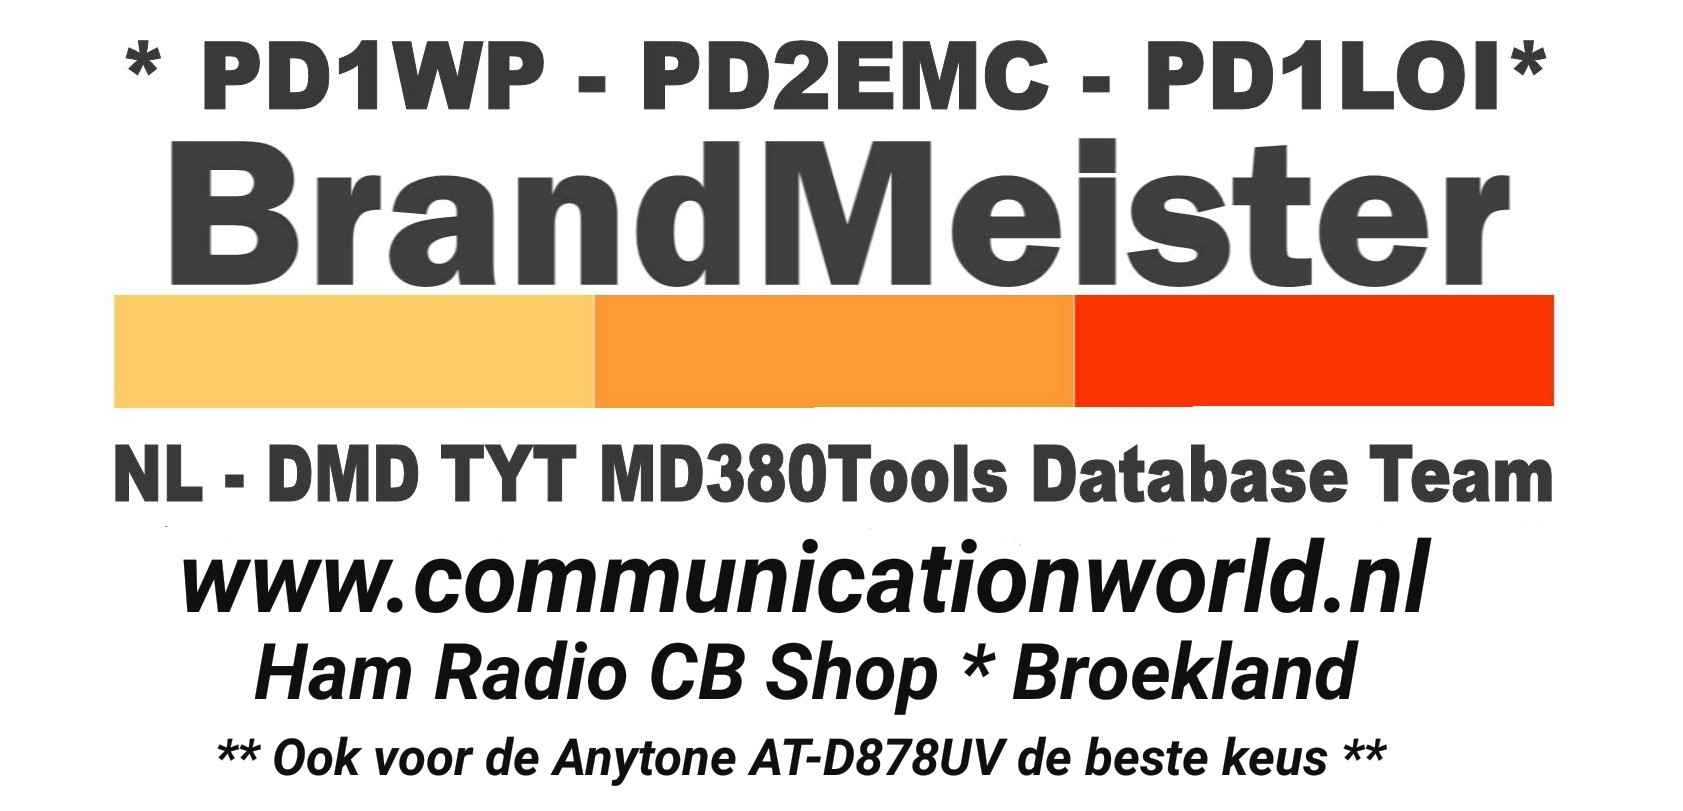 * PD1WP - PD2EMC - PD1LOI*
BrandMeister
NL - DMD TYT MD380Tools Database Team
www.communicationworld.nl
Ham Radio CB Shop * Broekland
** Ook voor de Anytone AT-D878UV de beste keus **